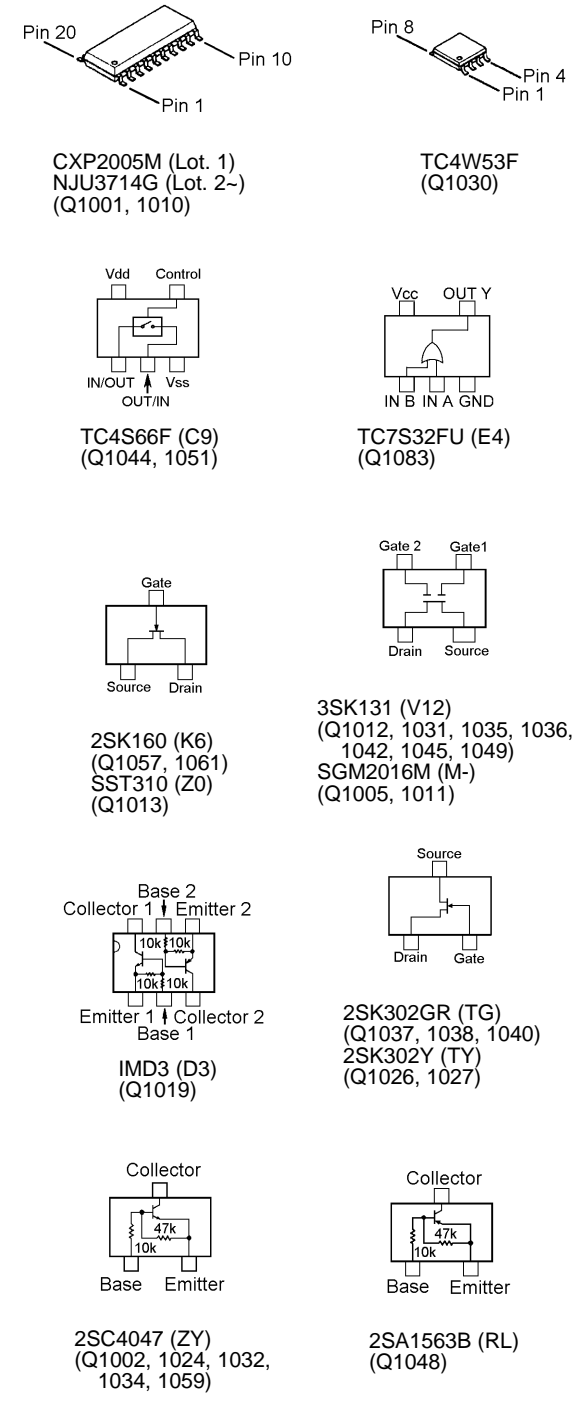 Pin 20
Pin 10
Pin 1
CXP2005M (Lot. 1)
NJU3714G (Lot. 2~)
(Q1001, 1010)
Pin 8
Pin 4
Pin 1
TC4W53F
(Q1030)
Vdd Control
IN/OUT Vss
OUT/IN
TC4S66F (C9)
(Q1044, 1051)
Vcc OUT Y
IN B IN A GND
TC7S32FU (E4)
(Q1083)
Gate
Source Drain
2SK160 (K6)
(Q1057, 1061)
SST310 (Z0)
(Q1013)
Gate 2 Gate1
Drain Source
3SK131 (V12)
(Q1012, 1031, 1035, 1036,
1042, 1045, 1049)
SGM2016M (M-)
(Q1005, 1011)
Base 2
Collector 1 Emitter 2
10k 10k
10k 10k
Emitter 1 Collector 2
Base 1
IMD3 (D3)
(Q1019)
Source
Drain Gate
2SK302GR (TG)
(Q1037, 1038, 1040)
2SK302Y (TY)
(Q1026, 1027)
Collector
47k
10k
Base Emitter
2SC4047 (ZY)
(Q1002, 1024, 1032,
1034, 1059)
Collector
47k
10k
Base Emitter
2SA1563B (RL)
(Q1048)